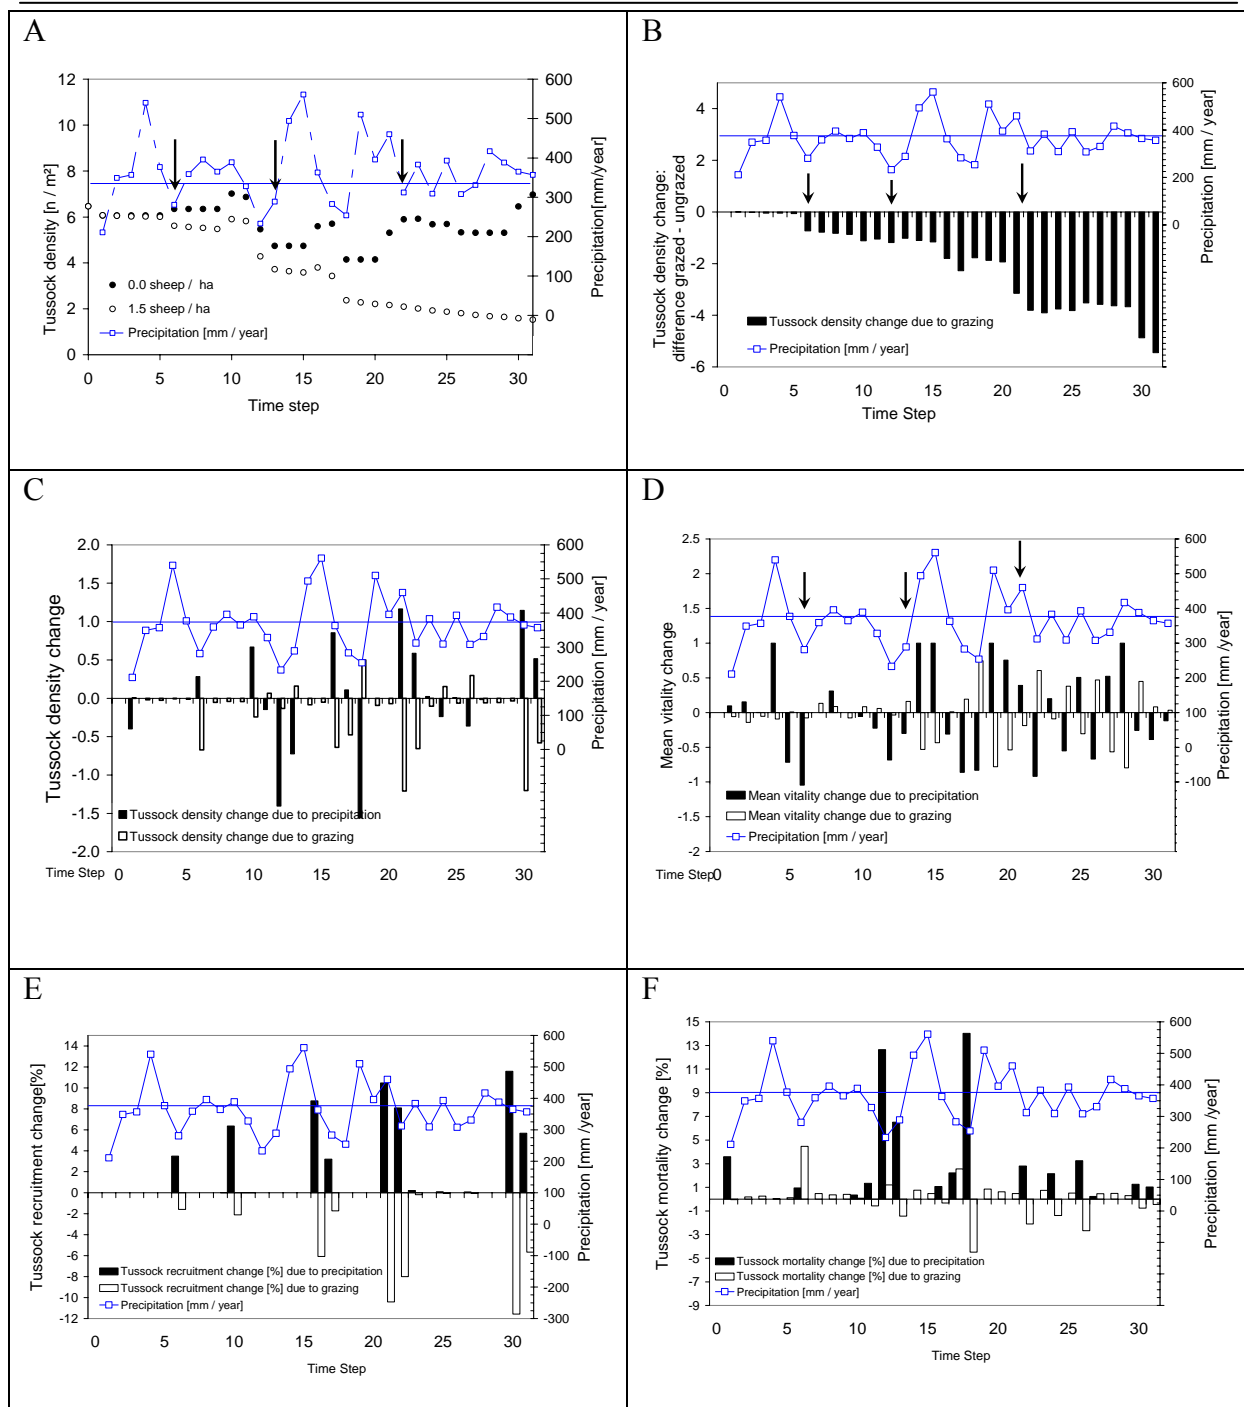 A
12
10
8
6
4
2
0
600
500
400
300
200
100
0
Tussock density [n / m²]
Precipitation[mm/year]
0.0 sheep / ha
1.5 sheep / ha
Precipitation [mm / year]
0 5 10 15 20 25 30
Time step
B
4
2
0
-2
-4
-6
600
400
200
0
Tussock density change:
difference grazed - ungrazed
Precipitation [mm / year]
Tussock density change due to grazing
Precipitation [mm / year]
0 5 10 15 20 25 30
Time Step
C
2.0
1.5
1.0
0.5
0.0
-0.5
-1.0
-1.5
-2.0
600
500
400
300
200
100
0
Tussock density change
Precipitation [mm /year]
Tussock density change due to precipitation
Tussock density change due to grazing
Time Step 0 5 10 15 20 25 30
D
2.5
2
1.5
1
0.5
0
-0.5
-1
-1.5
-2
600
500
400
300
200
100
0
-100
Mean vitality change
Precipitation [mm /year]
Mean vitality change due to precipitation
Mean vitality change due to grazing
Precipitation [mm / year]
Time Step 0 5 10 15 20 25 30
E
14
12
10
8
6
4
2
0
-2
-4
-6
-8
-10
-12
600
500
400
300
200
100
0
-100
-200
-300
Tussock recruitment change[%]
Precipitation [mm /year]
Tussock recruitment change [%] due to precipitation
Tussock recruitment change [%] due to grazing
Precipitation [mm / year]
0 5 10 15 20 25 30
Time Step
F
15
13
11
9
7
5
3
1
-1
-3
-5
-7
-9
600
500
400
300
200
100
0
Tussock mortality change [%]
Precipitation [mm /year]
Tussock mortality change [%] due to precipitation
Tussock mortality change [%] due to grazing
Precipitation [mm / year]
0 5 10 15 20 25 30
Time Step